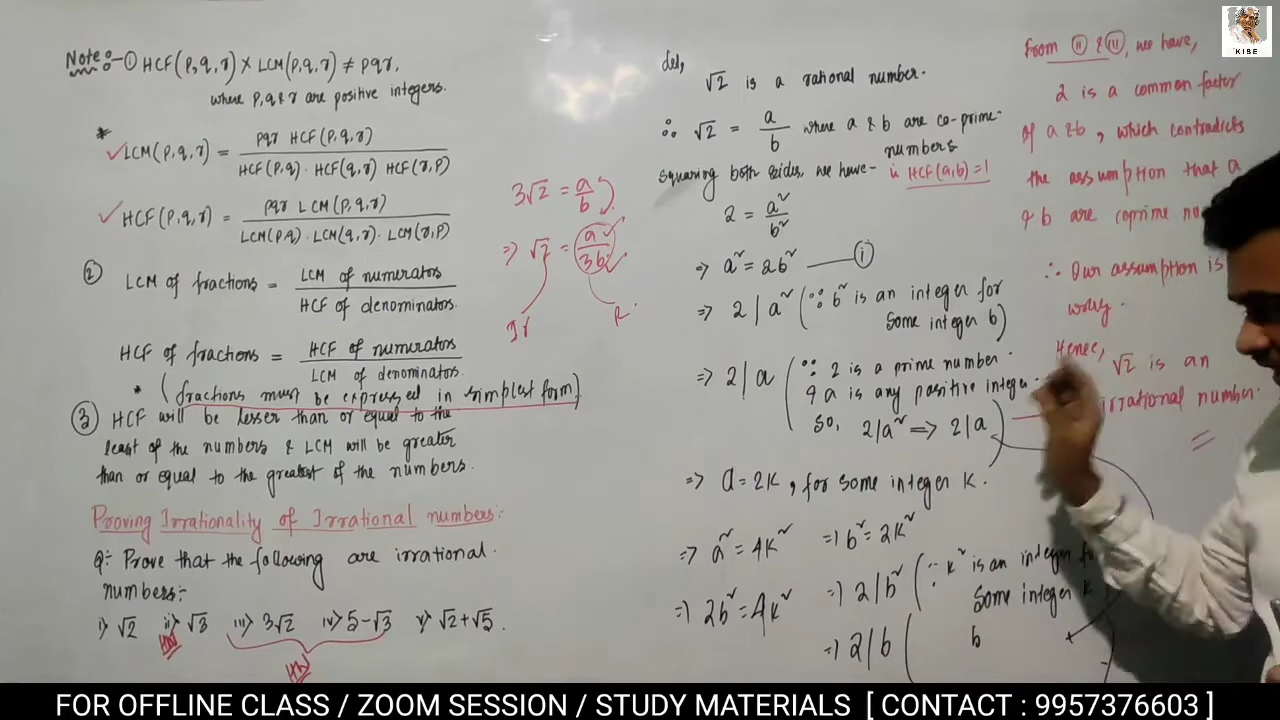 Note:- ① HCF(p,q,r) × LCM(p,q,r) ≠ pqr,
where p,q & r are positive integers.
* ✓ LCM(p,q,r) = pqr HCF(p,q,r) / HCF(p,q) · HCF(q,r) HCF(r,p)
✓ HCF(p,q,r) = pqr LCM(p,q,r) / LCM(p,q) · LCM(q,r) · LCM(r,p)
② LCM of fractions = LCM of numerators / HCF of denominators.
HCF of fractions = HCF of numerators / LCM of denominators.
* (fractions must be expressed in simplest form)
③ HCF will be lesser than or equal to the
least of the numbers & LCM will be greater
than or equal to the greatest of the numbers.
Proving Irrationality of Irrational numbers:-
Q:- Prove that the following are irrational
numbers:-
i> √2 ii> √3 iii> 3√2 iv> 5-√3 v> √2+√5.
HW
HW
3√2 = a/b
=> √2 = a/3b
Ir
R.
Let,
√2 is a rational number.
∴ √2 = a/b where a & b are co-prime
numbers
squaring both sides, we have- is HCF(a,b)=1
2 = a²/b²
=> a² = 2b² —— ①
=> 2 | a² (∵ b² is an integer for
some integer b)
=> 2 | a (∵ 2 is a prime number.
& a is any positive integer.
So, 2|a² => 2|a)
=> a = 2k, for some integer k.
=> a² = 4k²
=> 2b² = 4k²
=> b² = 2k²
=> 2 | b² (∵ k² is an integer
some integer k
=> 2 | b (
b
From ⑪ & ⑪⑪, we have,
2 is a common factor
of a & b, which contradicts
the assumption that a
& b are coprime
∴ Our assumption is
wrong.
Hence,
√2 is an
irrational number.
KISE
FOR OFFLINE CLASS / ZOOM SESSION / STUDY MATERIALS [ CONTACT : 9957376603 ]